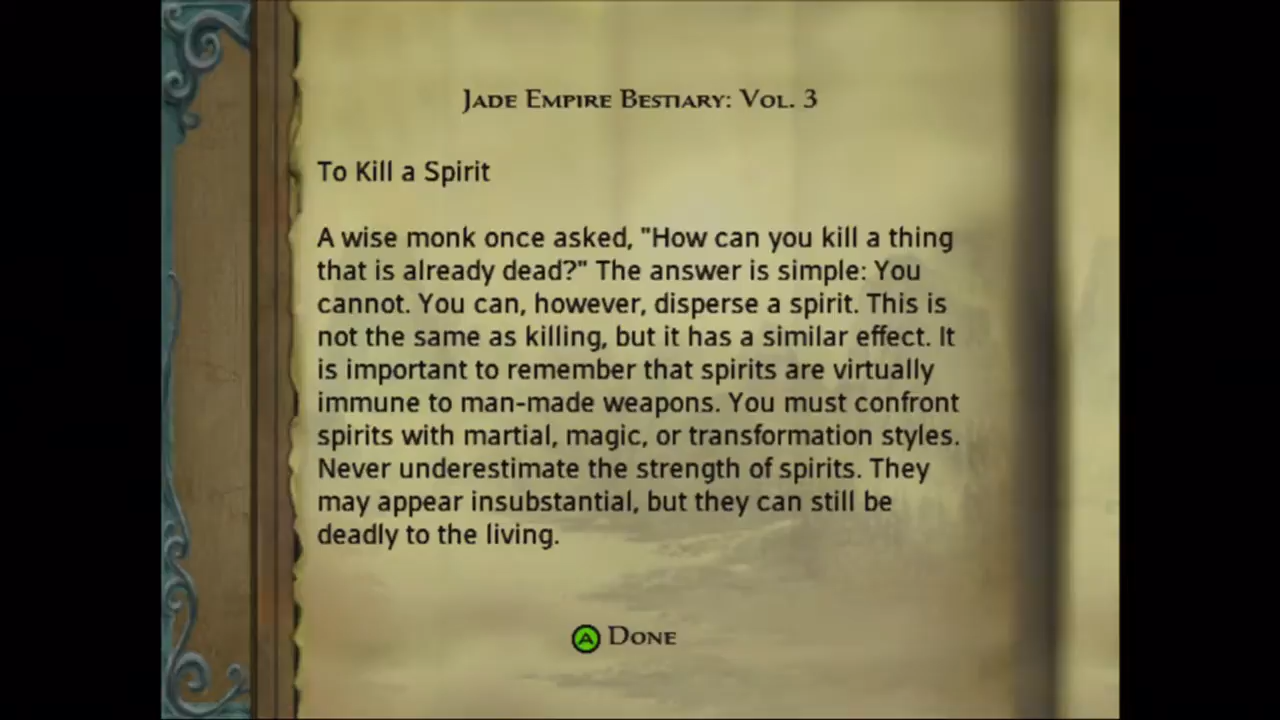 Jade Empire Bestiary: Vol. 3
To Kill a Spirit
A wise monk once asked, "How can you kill a thing
that is already dead?" The answer is simple: You
cannot. You can, however, disperse a spirit. This is
not the same as killing, but it has a similar effect. It
is important to remember that spirits are virtually
immune to man-made weapons. You must confront
spirits with martial, magic, or transformation styles.
Never underestimate the strength of spirits. They
may appear insubstantial, but they can still be
deadly to the living.
A Done